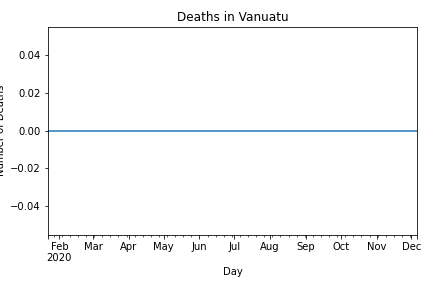 Deaths in Vanuatu
Number of Deaths
0.04
0.02
0.00
−0.02
−0.04
Feb Mar Apr May Jun Jul Aug Sep Oct Nov Dec
2020
Day